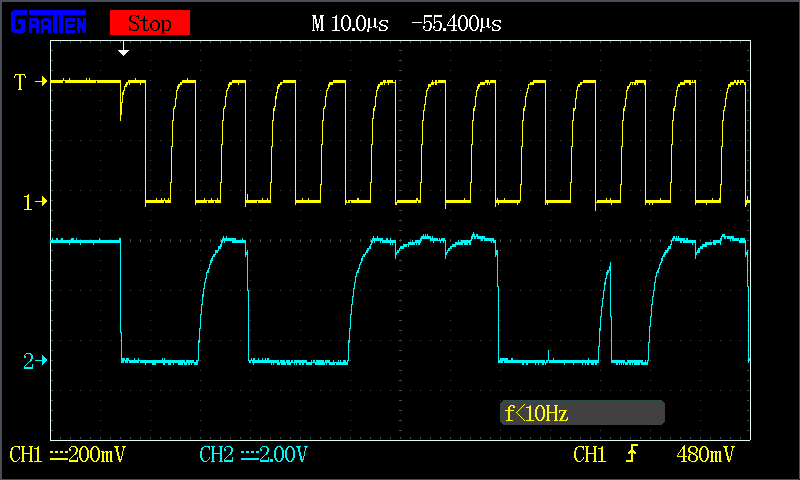 GRATTEN Stop M 10.0µs -55.400µs
T
1
2
f<10Hz
CH1 200mV CH2 2.00V CH1 480mV